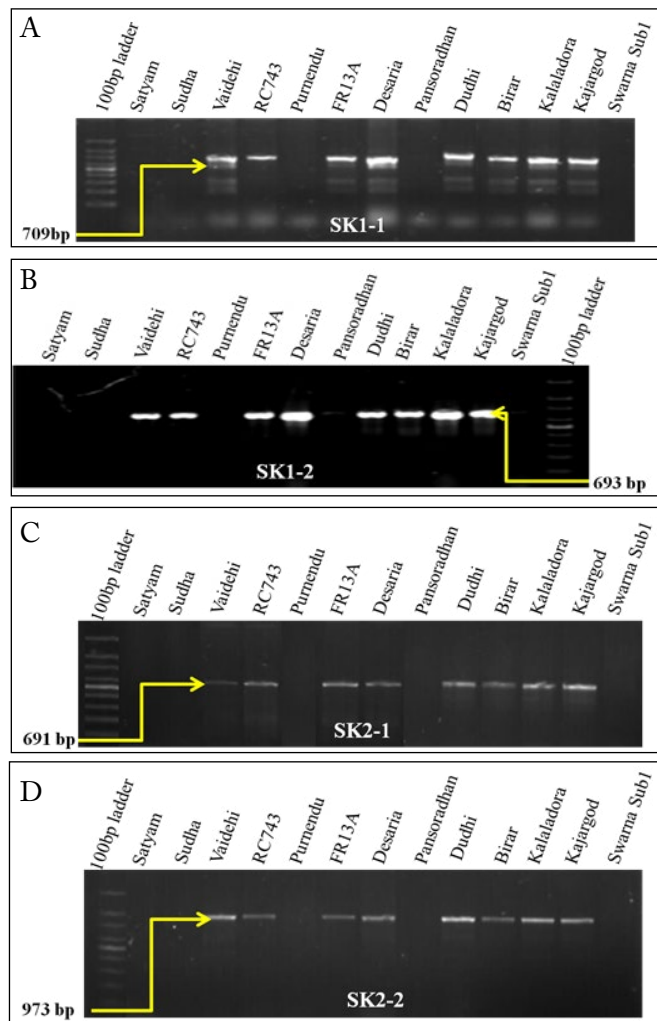 A
100bp ladder
Satyam
Sudha
Vaidehi
RC743
Purnendu
FR13A
Desaria
Pansoradhan
Dudhi
Birar
Kalaladora
Kajargod
Swarna Sub1
709bp
SK1-1
B
Satyam
Sudha
Vaidehi
RC743
Purnendu
FR13A
Desaria
Pansoradhan
Dudhi
Birar
Kalaladora
Kajargod
Swarna Sub1
100bp ladder
SK1-2
693 bp
C
100bp ladder
Satyam
Sudha
Vaidehi
RC743
Purnendu
FR13A
Desaria
Pansoradhan
Dudhi
Birar
Kalaladora
Kajargod
Swarna Sub1
691 bp
SK2-1
D
100bp ladder
Satyam
Sudha
Vaidehi
RC743
Purnendu
FR13A
Desaria
Pansoradhan
Dudhi
Birar
Kalaladora
Kajargod
Swarna Sub1
973 bp
SK2-2